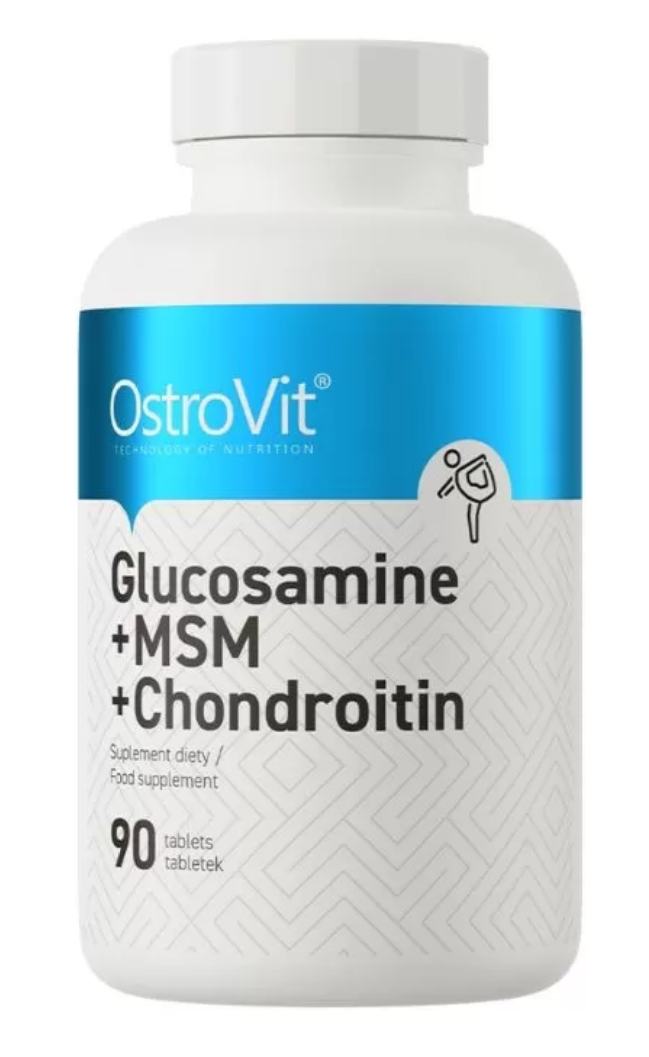 OstroVit®
TECHNOLOGY OF NUTRITION
Glucosamine
+MSM
+Chondroitin
Suplement diety /
Food supplement
90 tablets
tabletek